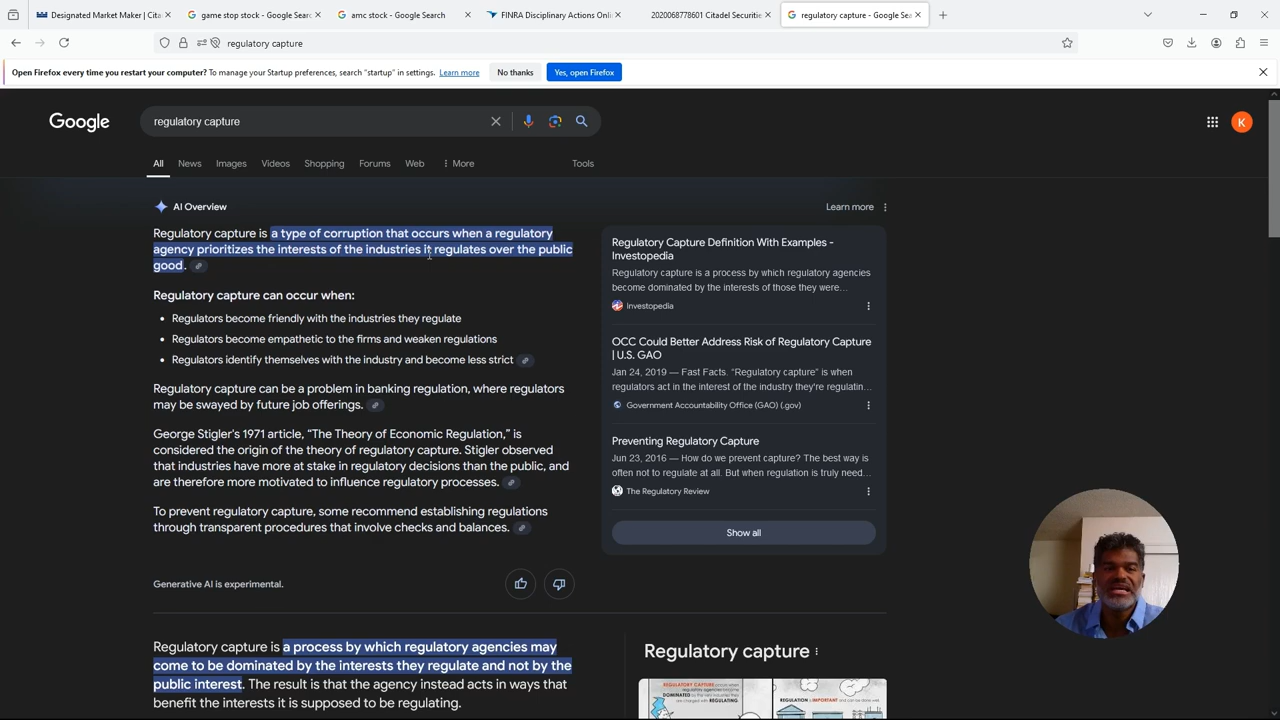 Designated Market Maker | Cita
game stop stock - Google Searc
amc stock - Google Search
FINRA Disciplinary Actions Onli
2020068778601 Citadel Securities
regulatory capture - Google Sea
regulatory capture
Open Firefox every time you restart your computer? To manage your Startup preferences, search "startup" in settings. Learn more No thanks Yes, open Firefox
Google
regulatory capture
K
All News Images Videos Shopping Forums Web More Tools
AI Overview
Learn more
Regulatory capture is a type of corruption that occurs when a regulatory
agency prioritizes the interests of the industries it regulates over the public
good.
Regulatory capture can occur when:
• Regulators become friendly with the industries they regulate
• Regulators become empathetic to the firms and weaken regulations
• Regulators identify themselves with the industry and become less strict
Regulatory capture can be a problem in banking regulation, where regulators
may be swayed by future job offerings.
George Stigler's 1971 article, "The Theory of Economic Regulation," is
considered the origin of the theory of regulatory capture. Stigler observed
that industries have more at stake in regulatory decisions than the public, and
are therefore more motivated to influence regulatory processes.
To prevent regulatory capture, some recommend establishing regulations
through transparent procedures that involve checks and balances.
Generative AI is experimental.
Regulatory Capture Definition With Examples -
Investopedia
Regulatory capture is a process by which regulatory agencies
become dominated by the interests of those they were...
Investopedia
OCC Could Better Address Risk of Regulatory Capture
| U.S. GAO
Jan 24, 2019 — Fast Facts. "Regulatory capture" is when
regulators act in the interest of the industry they're regulatin...
Government Accountability Office (GAO) (.gov)
Preventing Regulatory Capture
Jun 23, 2016 — How do we prevent capture? The best way is
often not to regulate at all. But when regulation is truly need...
The Regulatory Review
Show all
Regulatory capture is a process by which regulatory agencies may
come to be dominated by the interests they regulate and not by the
public interest. The result is that the agency instead acts in ways that
benefit the interests it is supposed to be regulating.
Regulatory capture
REGULATORY CAPTURE
DOMINATED
REGULATING.
REGULATION IS IMPORTANT